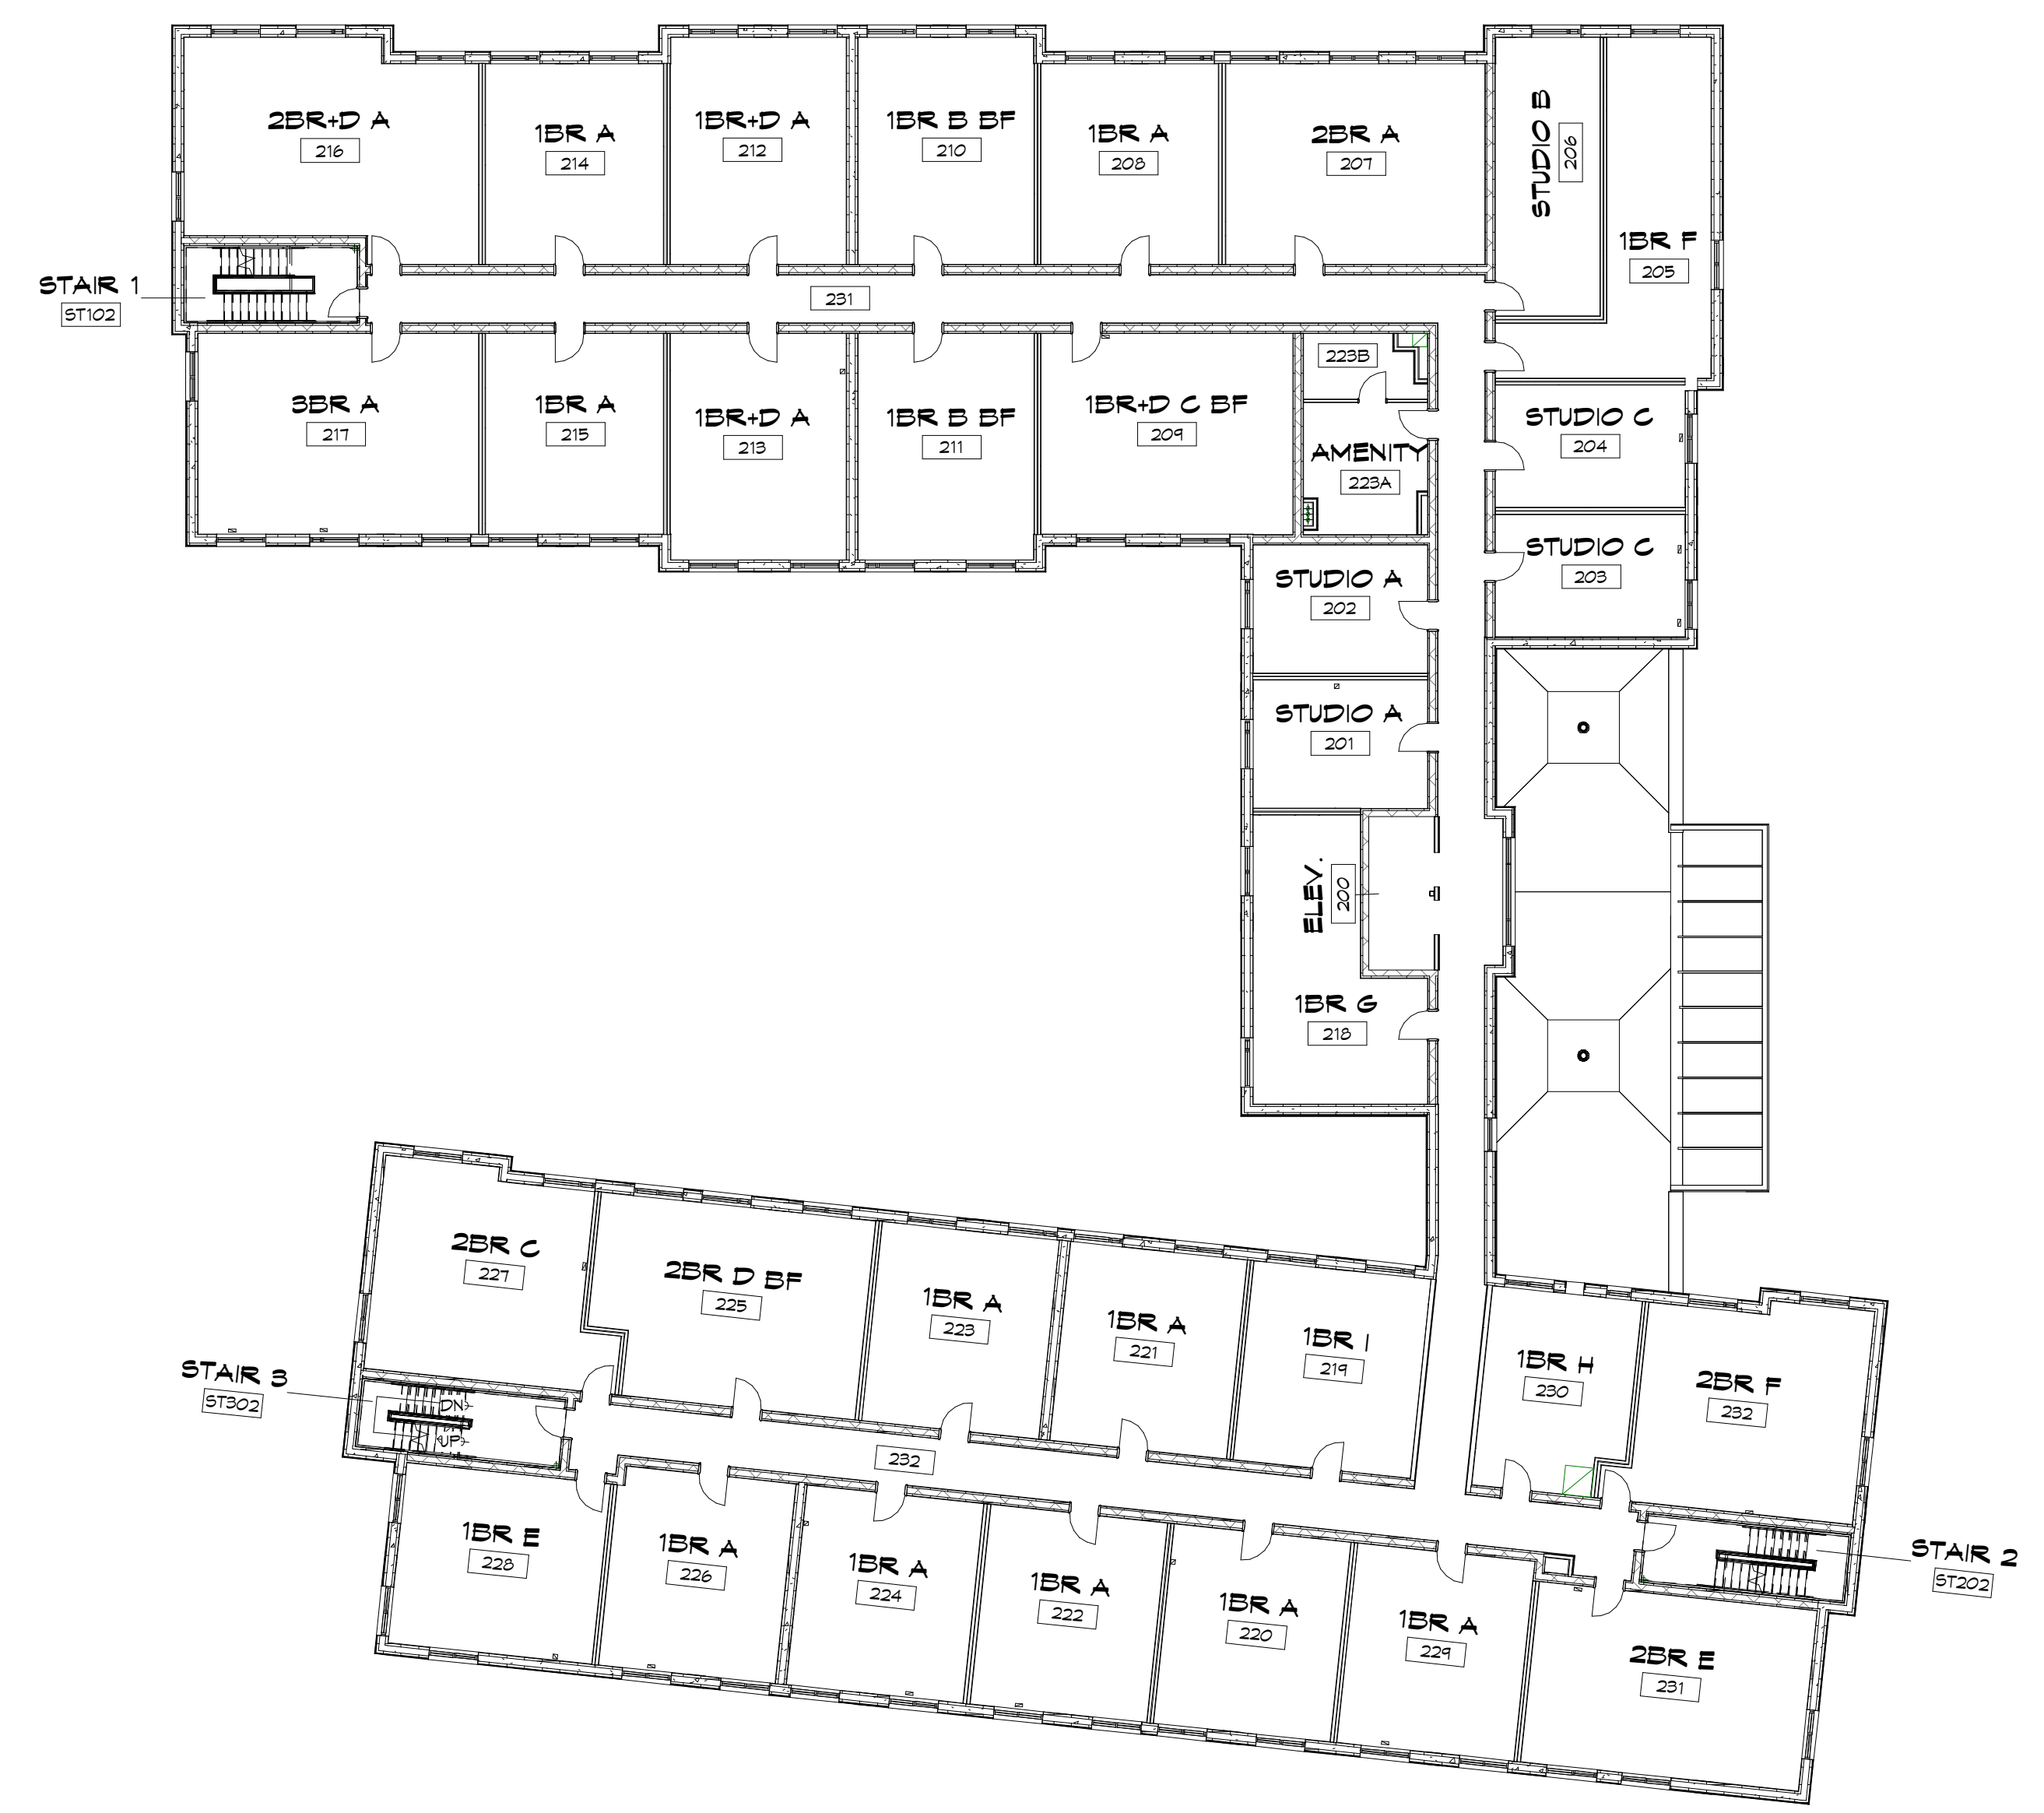 2BR+D A
216
1BR A
214
1BR+D A
212
1BR B BF
210
1BR A
208
2BR A
207
STUDIO B
206
1BR F
205
STAIR 1
ST102
231
3BR A
217
1BR A
215
1BR+D A
213
1BR B BF
211
1BR+D C BF
209
223B
AMENITY
223A
STUDIO C
204
STUDIO C
203
STUDIO A
202
STUDIO A
201
ELEV.
200
1BR G
218
2BR C
227
2BR D BF
225
1BR A
223
1BR A
221
1BR I
219
1BR H
230
2BR F
232
STAIR 3
ST302
DN
UP
232
1BR E
228
1BR A
226
1BR A
224
1BR A
222
1BR A
220
1BR A
229
2BR E
231
STAIR 2
ST202